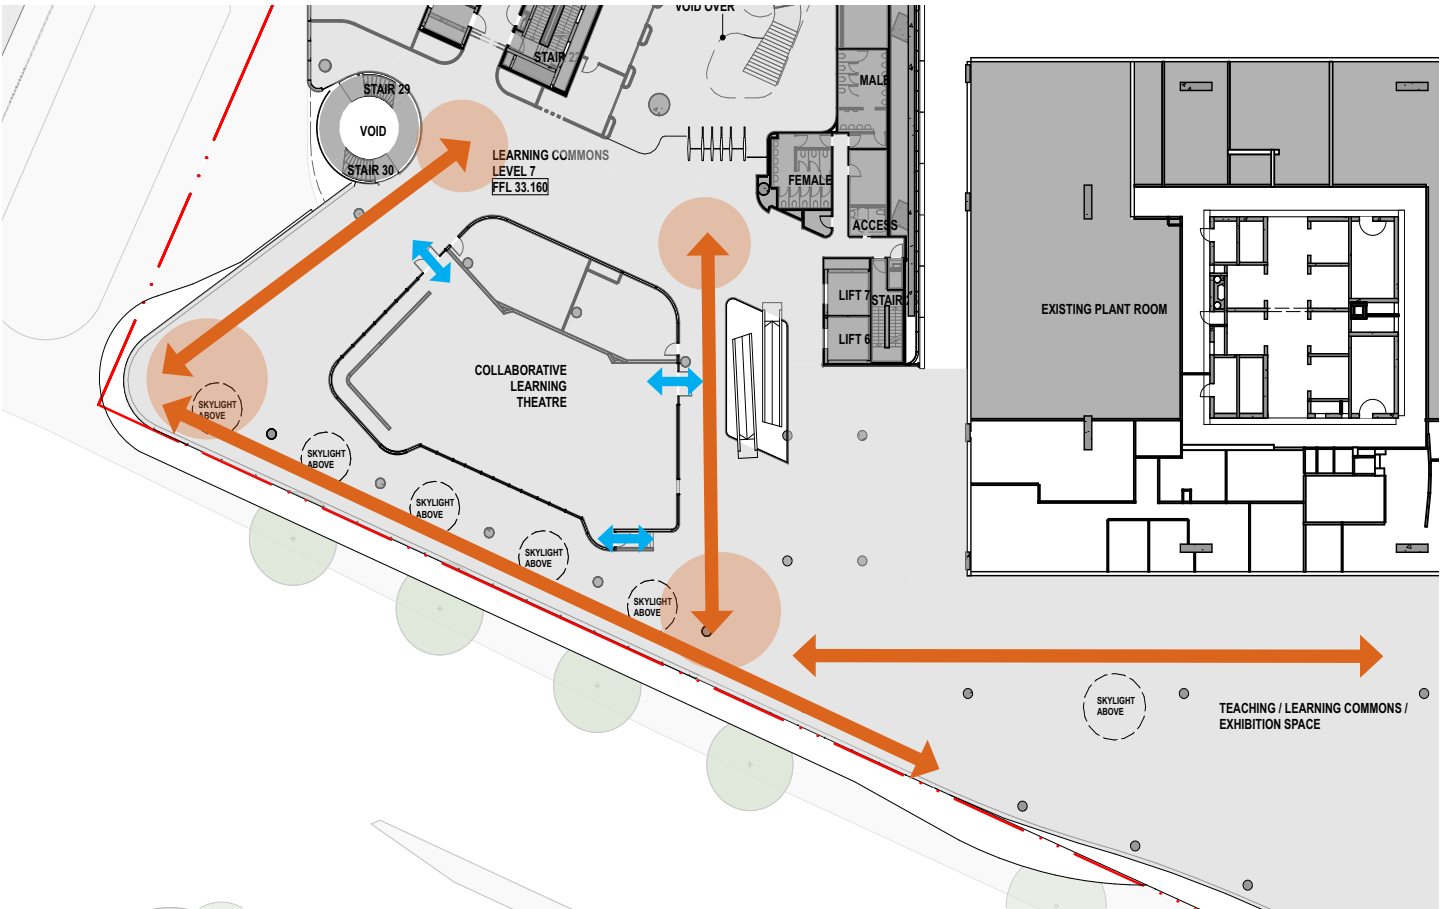 VOID OVER
STAIR 22
STAIR 29
VOID
STAIR 30
MALE
FEMALE
ACCESS
LEARNING COMMONS
LEVEL 7
FFL 33.160
LIFT 7
STAIR
LIFT 6
EXISTING PLANT ROOM
COLLABORATIVE
LEARNING
THEATRE
SKYLIGHT
ABOVE
SKYLIGHT
ABOVE
SKYLIGHT
ABOVE
SKYLIGHT
ABOVE
SKYLIGHT
ABOVE
SKYLIGHT
ABOVE
TEACHING / LEARNING COMMONS /
EXHIBITION SPACE